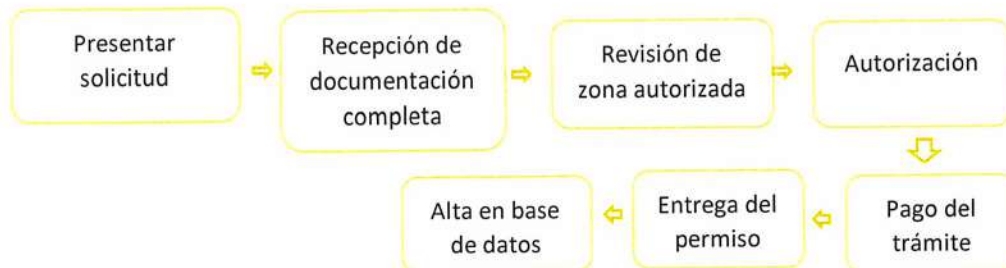 Presentar
solicitud
Recepción de
documentación
completa
Revisión de
zona autorizada
Autorización
Pago del
trámite
Entrega del
permiso
Alta en base
de datos